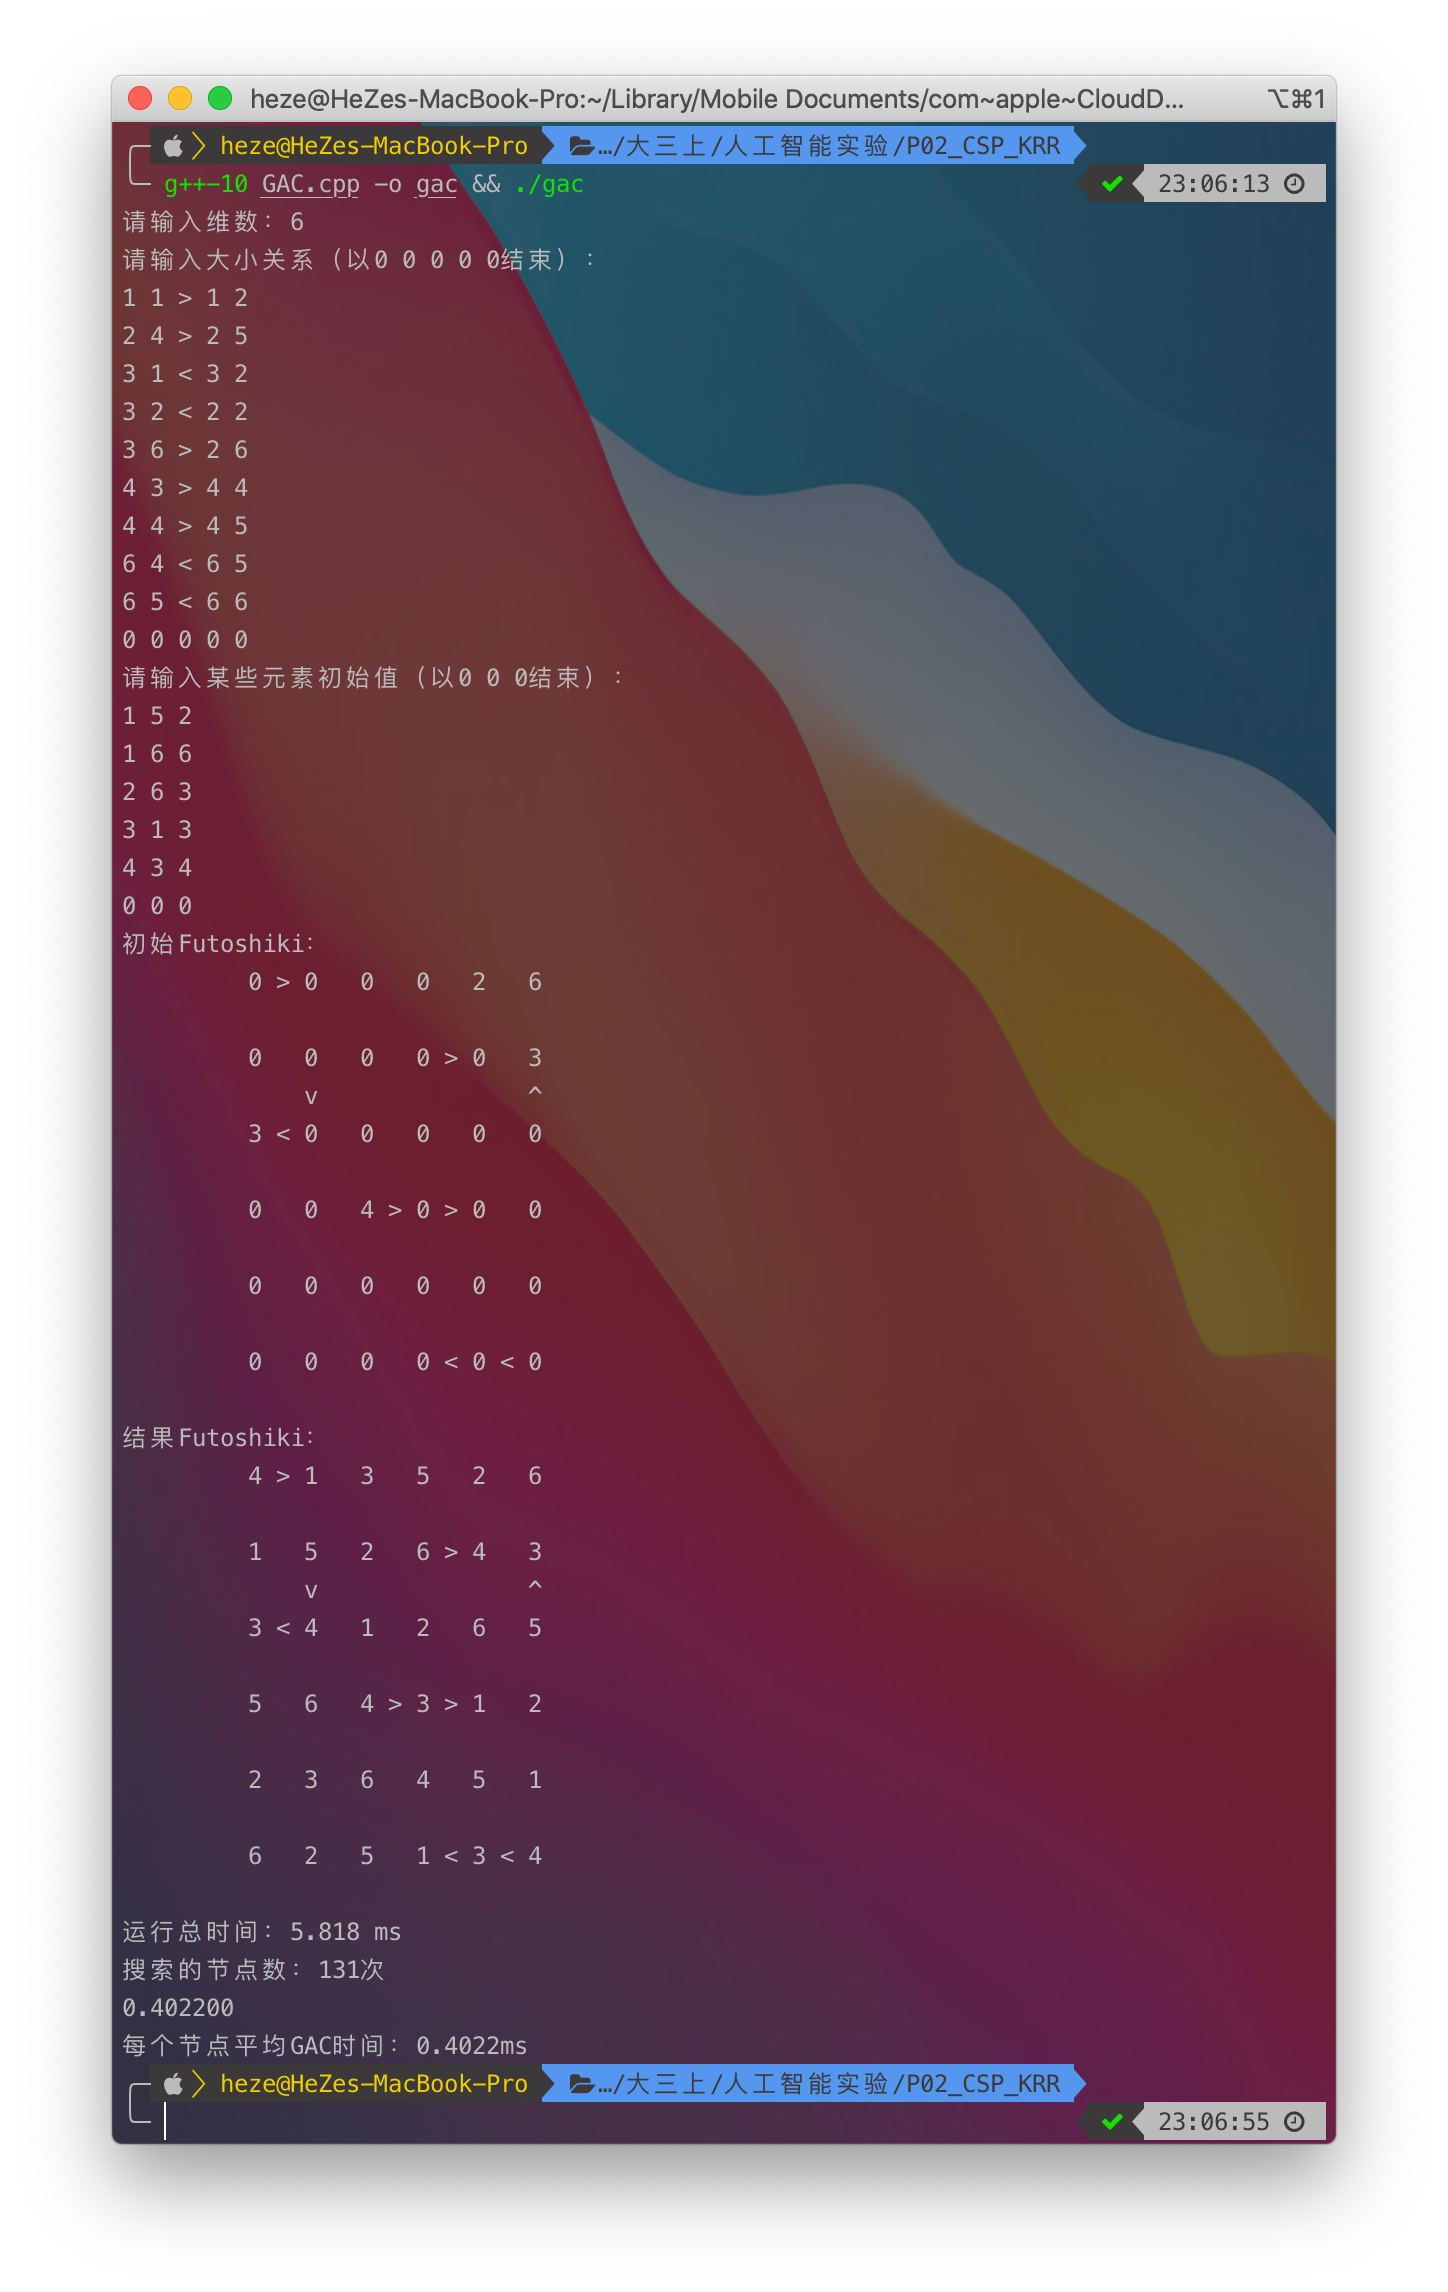 heze@HeZes-MacBook-Pro:~/Library/Mobile Documents/com~apple~CloudD... ⌥⌘1
heze@HeZes-MacBook-Pro …/大三上/人工智能实验/P02_CSP_KRR
g++-10 GAC.cpp -o gac && ./gac ✔ 23:06:13
请输入维数: 6
请输入大小关系（以0 0 0 0 0结束）:
1 1 > 1 2
2 4 > 2 5
3 1 < 3 2
3 2 < 2 2
3 6 > 2 6
4 3 > 4 4
4 4 > 4 5
6 4 < 6 5
6 5 < 6 6
0 0 0 0 0
请输入某些元素初始值（以0 0 0结束）:
1 5 2
1 6 6
2 6 3
3 1 3
4 3 4
0 0 0
初始Futoshiki:
0 > 0   0   0   2   6
0   0   0   0 > 0   3
v               ^
3 < 0   0   0   0   0
0   0   4 > 0 > 0   0
0   0   0   0   0   0
0   0   0   0 < 0 < 0
结果Futoshiki:
4 > 1   3   5   2   6
1   5   2   6 > 4   3
v               ^
3 < 4   1   2   6   5
5   6   4 > 3 > 1   2
2   3   6   4   5   1
6   2   5   1 < 3 < 4
运行总时间: 5.818 ms
搜索的节点数: 131次
0.402200
每个节点平均GAC时间: 0.4022ms
heze@HeZes-MacBook-Pro …/大三上/人工智能实验/P02_CSP_KRR
✔ 23:06:55